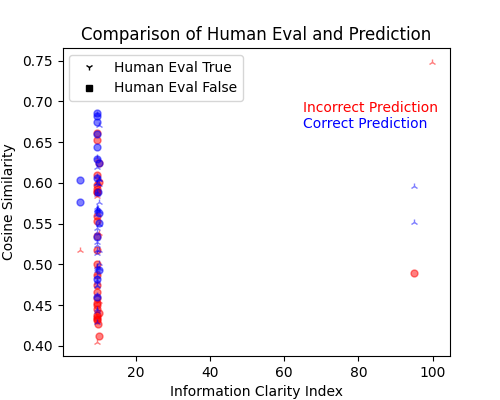 Comparison of Human Eval and Prediction
Human Eval True
Human Eval False
Incorrect Prediction
Correct Prediction
0.75
0.70
0.65
0.60
0.55
0.50
0.45
0.40
Cosine Similarity
20
40
60
80
100
Information Clarity Index